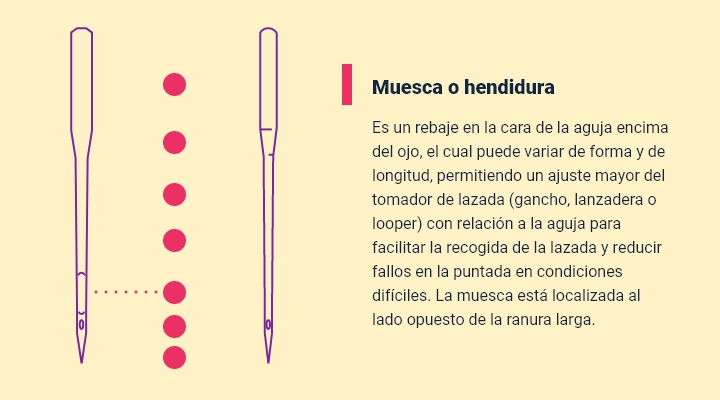 Muesca o hendidura
Es un rebaje en la cara de la aguja encima
del ojo, el cual puede variar de forma y de
longitud, permitiendo un ajuste mayor del
tomador de lazada (gancho, lanzadera o
looper) con relación a la aguja para
facilitar la recogida de la lazada y reducir
fallos en la puntada en condiciones
difíciles. La muesca está localizada al
lado opuesto de la ranura larga.